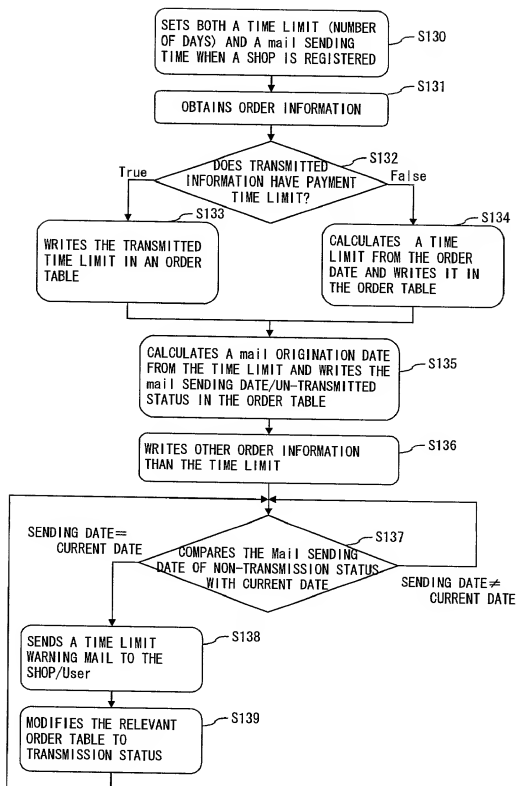 SETS BOTH A TIME LIMIT (NUMBER
OF DAYS) AND A mail SENDING
TIME WHEN A SHOP IS REGISTERED
S130
S131
OBTAINS ORDER INFORMATION
S132
DOES TRANSMITTED
INFORMATION HAVE PAYMENT
TIME LIMIT?
True
False
S133
WRITES THE TRANSMITTED
TIME LIMIT IN AN ORDER
TABLE
S134
CALCULATES A TIME
LIMIT FROM THE ORDER
DATE AND WRITES IT IN
THE ORDER TABLE
CALCULATES A mail ORIGINATION DATE
FROM THE TIME LIMIT AND WRITES THE
mail SENDING DATE/UN-TRANSMITTED
STATUS IN THE ORDER TABLE
S135
WRITES OTHER ORDER INFORMATION
THAN THE TIME LIMIT
S136
SENDING DATE=
CURRENT DATE
S137
COMPARES THE Mail SENDING
DATE OF NON-TRANSMISSION STATUS
WITH CURRENT DATE
SENDING DATE≠
CURRENT DATE
SENDS A TIME LIMIT
WARNING MAIL TO THE
SHOP/User
S138
MODIFIES THE RELEVANT
ORDER TABLE TO
TRANSMISSION STATUS
S139